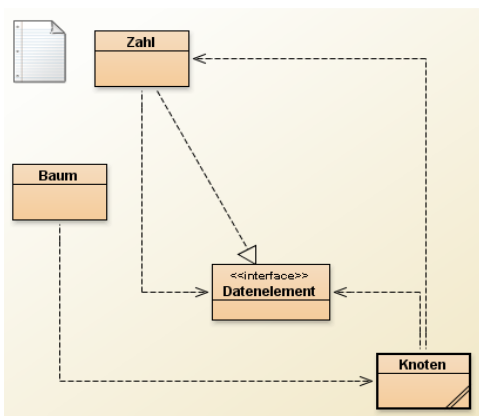 Zahl
Baum
<<interface>>
Datenelement
Knoten